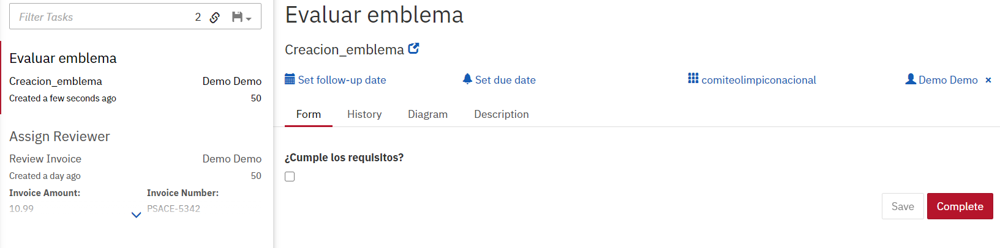 Filter Tasks 2
Evaluar emblema
Creacion_emblema Demo Demo
Created a few seconds ago 50
Assign Reviewer
Review Invoice Demo Demo
Created a day ago 50
Invoice Amount: Invoice Number:
10.99 PSACE-5342
Evaluar emblema
Creacion_emblema
Set follow-up date Set due date comiteolimpiconacional Demo Demo ×
Form History Diagram Description
¿Cumple los requisitos?
Save Complete